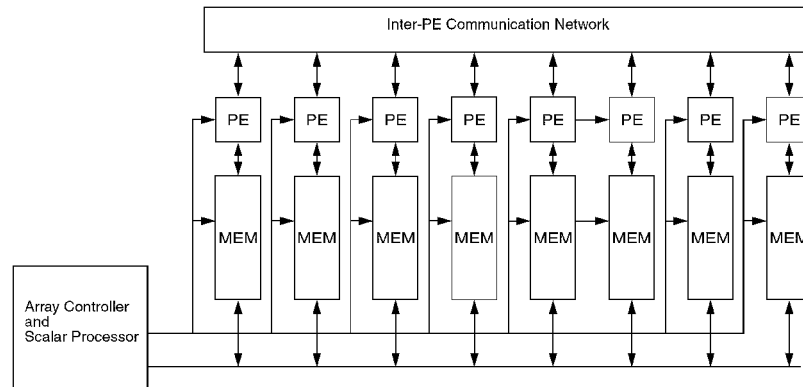 Inter-PE Communication Network
PE PE PE PE PE PE PE PE
MEM MEM MEM MEM MEM MEM MEM MEM
Array Controller
and
Scalar Processor